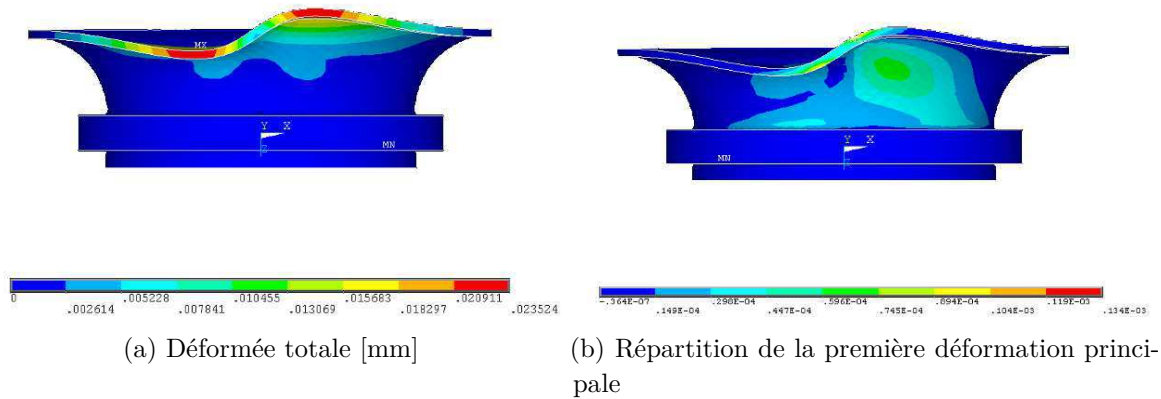 MX
Y X
Z
MN
Y X
Z
MN
0 .005228 .010455 .015683 .020911
.002614 .007841 .013069 .018297 .023524
-.364E-07 .298E-04 .596E-04 .894E-04 .119E-03
.149E-04 .447E-04 .745E-04 .104E-03 .134E-03
(a) Déformée totale [mm]
(b) Répartition de la première déformation princi-
pale